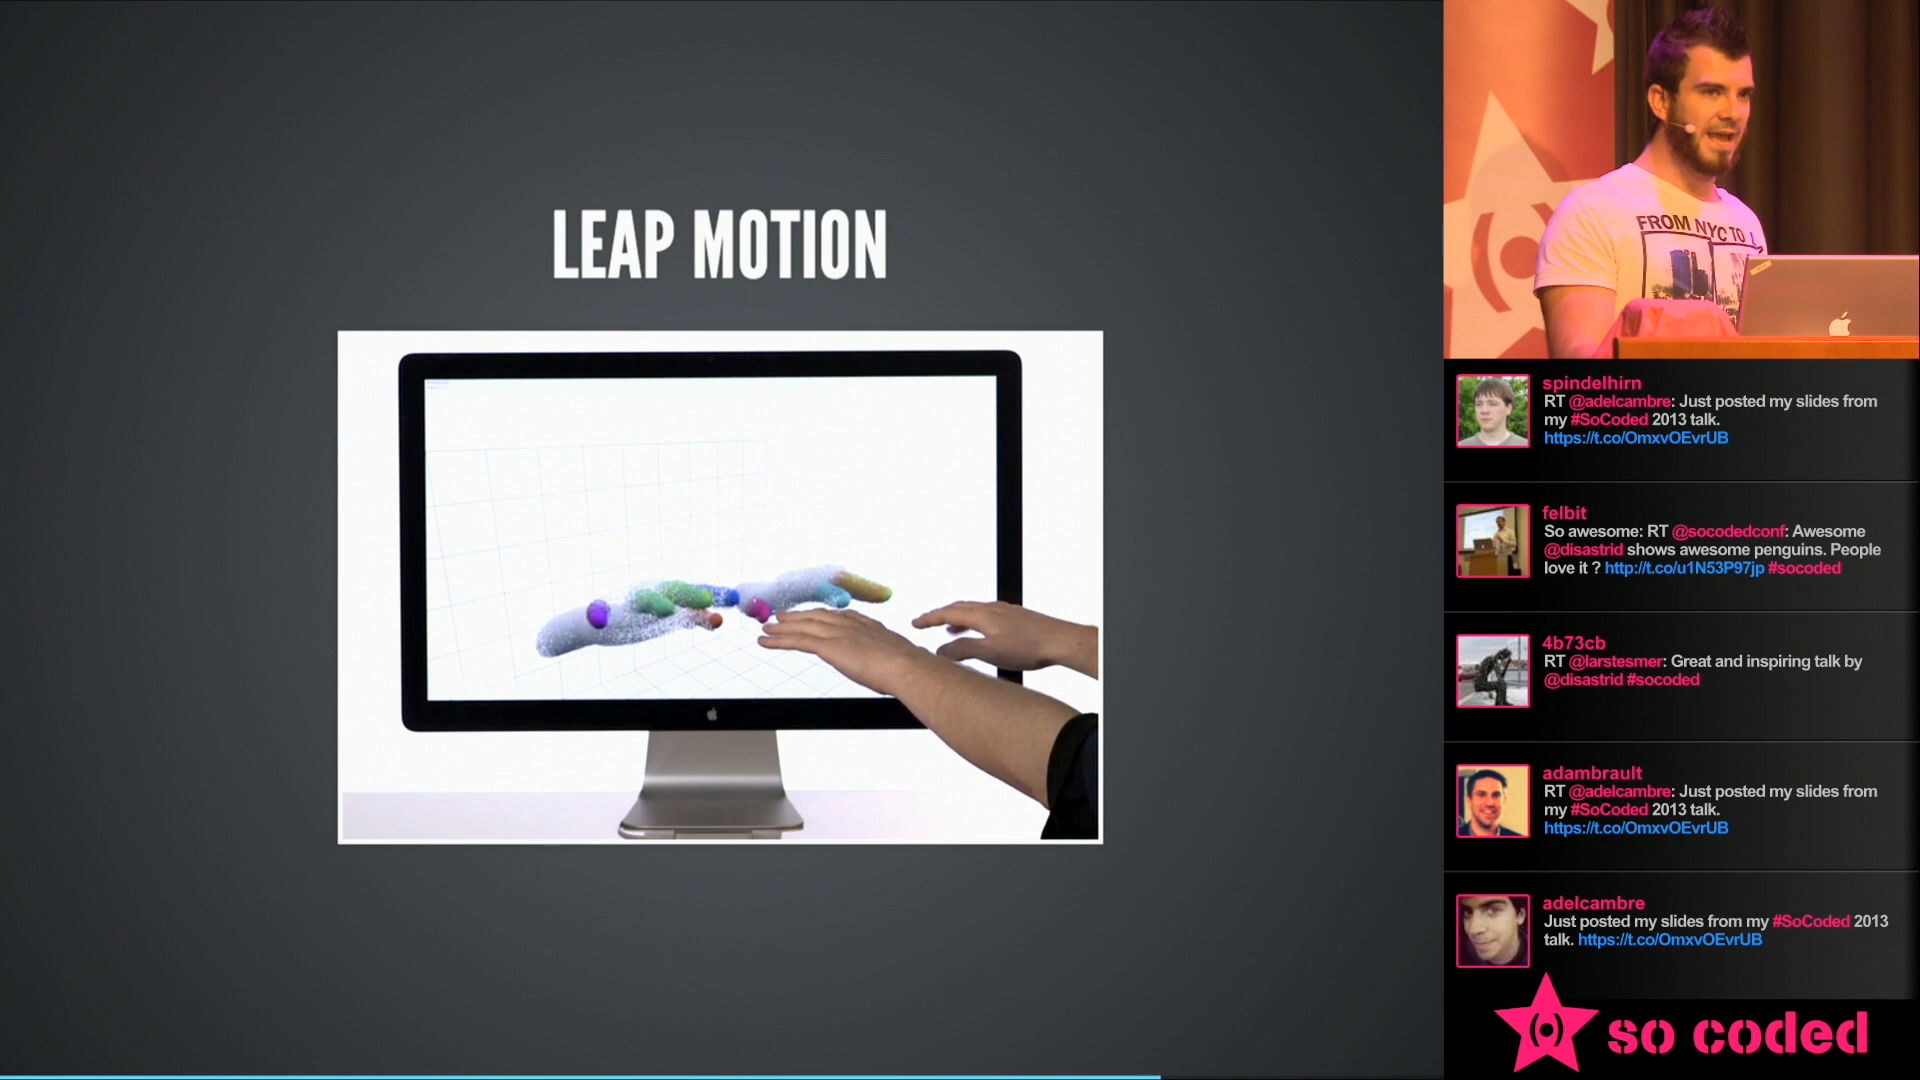 LEAP MOTION
FROM NYC TO
spindelhirn
RT @adelcambre: Just posted my slides from
my #SoCoded 2013 talk.
https://t.co/OmxvOEvrUB
felbit
So awesome: RT @socodedconf: Awesome
@disastrid shows awesome penguins. People
love it ? http://t.co/u1N53P97jp #socoded
4b73cb
RT @larstesmer: Great and inspiring talk by
@disastrid #socoded
adambrault
RT @adelcambre: Just posted my slides from
my #SoCoded 2013 talk.
https://t.co/OmxvOEvrUB
adelcambre
Just posted my slides from my #SoCoded 2013
talk. https://t.co/OmxvOEvrUB
so coded